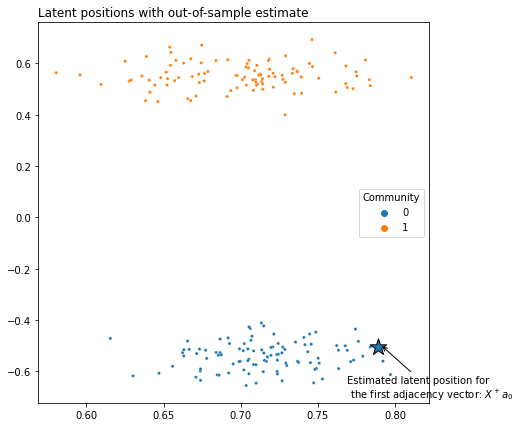 Latent positions with out-of-sample estimate
0.6
0.4
0.2
0.0
−0.2
−0.4
−0.6
Community
0
1
Estimated latent position for
the first adjacency vector: $X^+a_0$
0.60 0.65 0.70 0.75 0.80